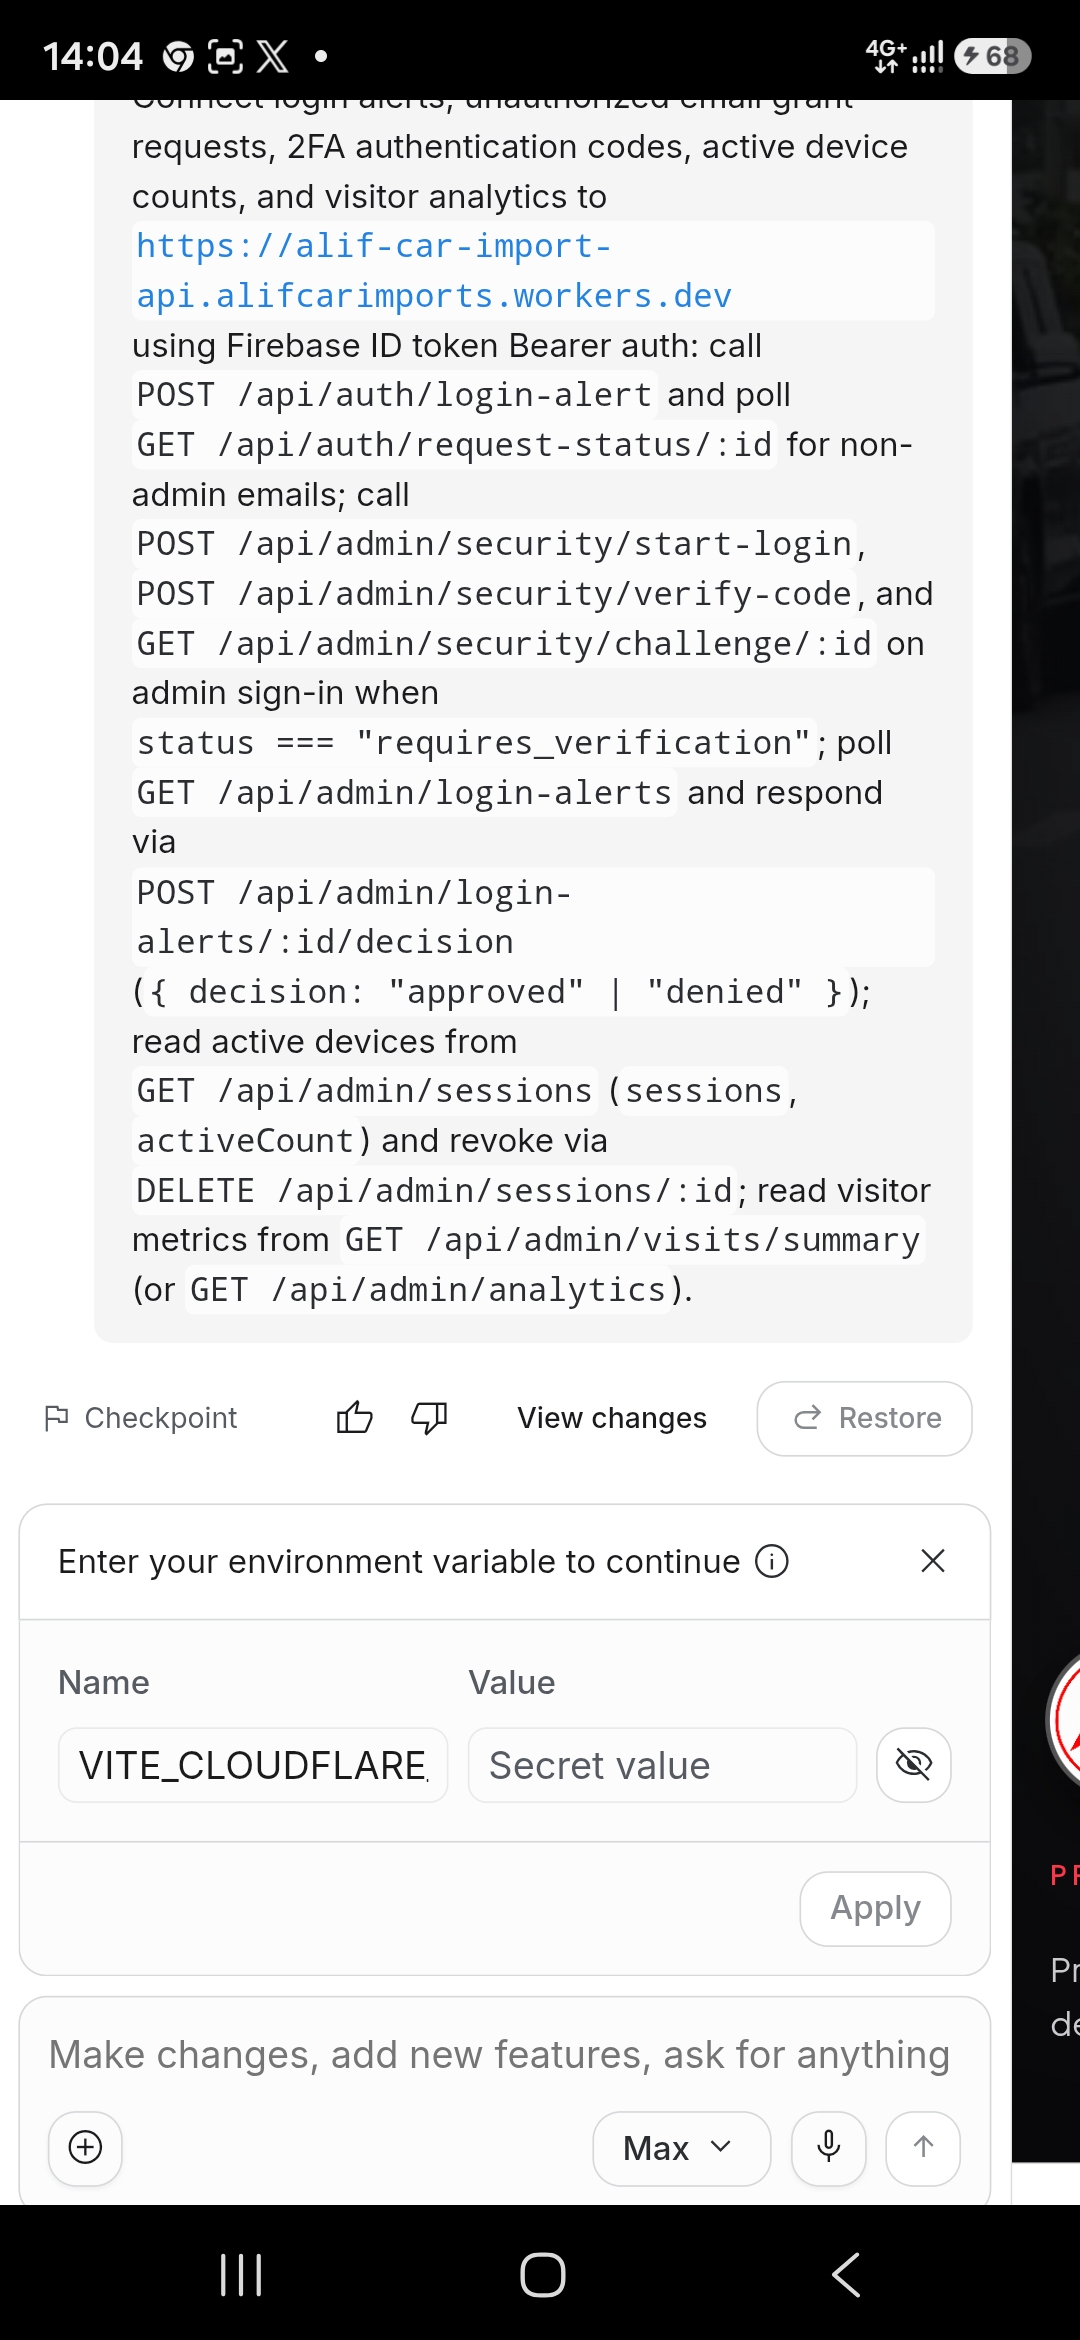 14:04
4G+
68
Connect login alerts, unauthorized email grant
requests, 2FA authentication codes, active device
counts, and visitor analytics to
https://alif-car-import-
api.alifcarimports.workers.dev
using Firebase ID token Bearer auth: call
POST /api/auth/login-alert and poll
GET /api/auth/request-status/:id for non-
admin emails; call
POST /api/admin/security/start-login,
POST /api/admin/security/verify-code, and
GET /api/admin/security/challenge/:id on
admin sign-in when
status === "requires_verification"; poll
GET /api/admin/login-alerts and respond
via
POST /api/admin/login-
alerts/:id/decision
({ decision: "approved" | "denied" });
read active devices from
GET /api/admin/sessions (sessions,
activeCount) and revoke via
DELETE /api/admin/sessions/:id; read visitor
metrics from GET /api/admin/visits/summary
(or GET /api/admin/analytics).
Checkpoint
View changes
Restore
Enter your environment variable to continue
Name
Value
VITE_CLOUDFLARE_
Secret value
Apply
Make changes, add new features, ask for anything
Max